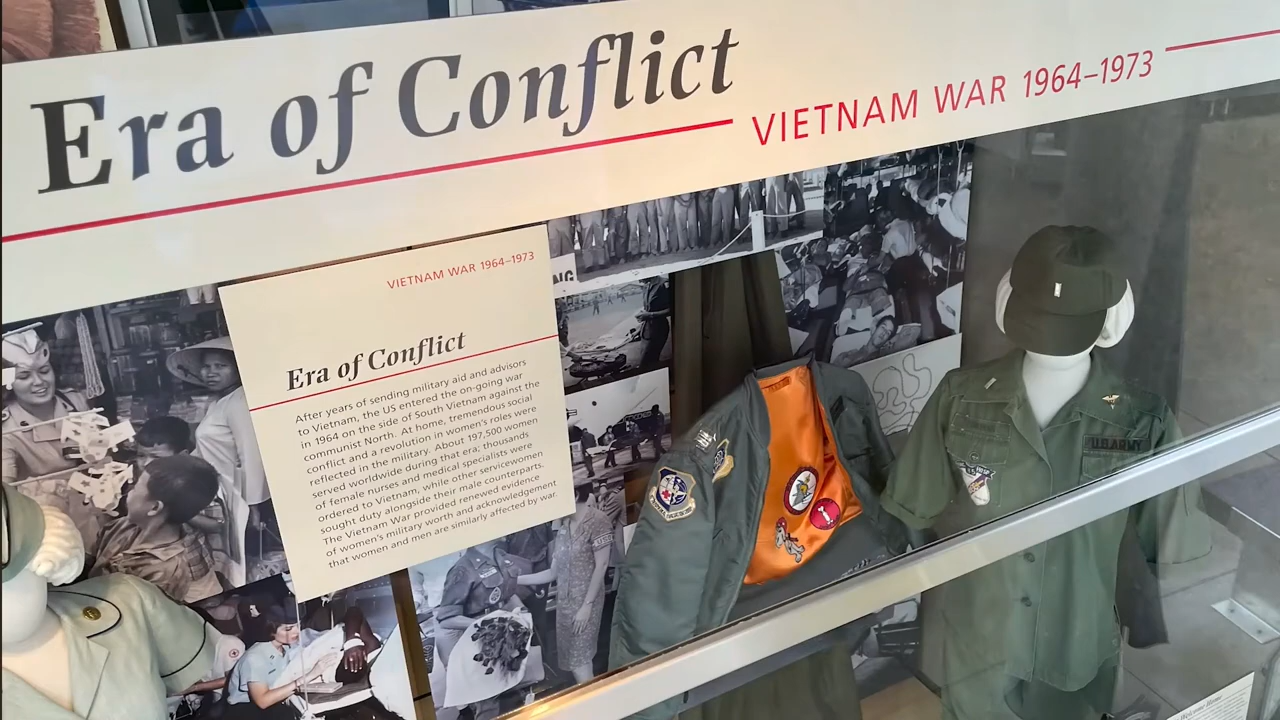 Era of Conflict
VIETNAM WAR 1964–1973
VIETNAM WAR 1964–1973
Era of Conflict
After years of sending military aid and advisors
to Vietnam, the US entered the on-going war
in 1964 on the side of South Vietnam against the
communist North. At home, tremendous social
conflict and a revolution in women's roles were
reflected in the military. About 197,500 women
served worldwide during that era; thousands
of female nurses and medical specialists were
ordered to Vietnam, while other servicewomen
sought duty alongside their male counterparts.
The Vietnam War provided renewed evidence
of women's military worth and acknowledgement
that women and men are similarly affected by war.
NG
U.S. ARMY